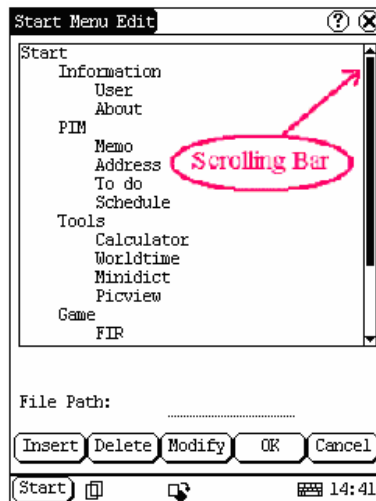 Start Menu Edit ? X
Start
Information
User
About
PIM
Memo
Address
To do
Schedule
Scrolling Bar
Tools
Calculator
Worldtime
Minidict
Picview
Game
FIR
File Path:
Insert Delete Modify OK Cancel
Start 14:41